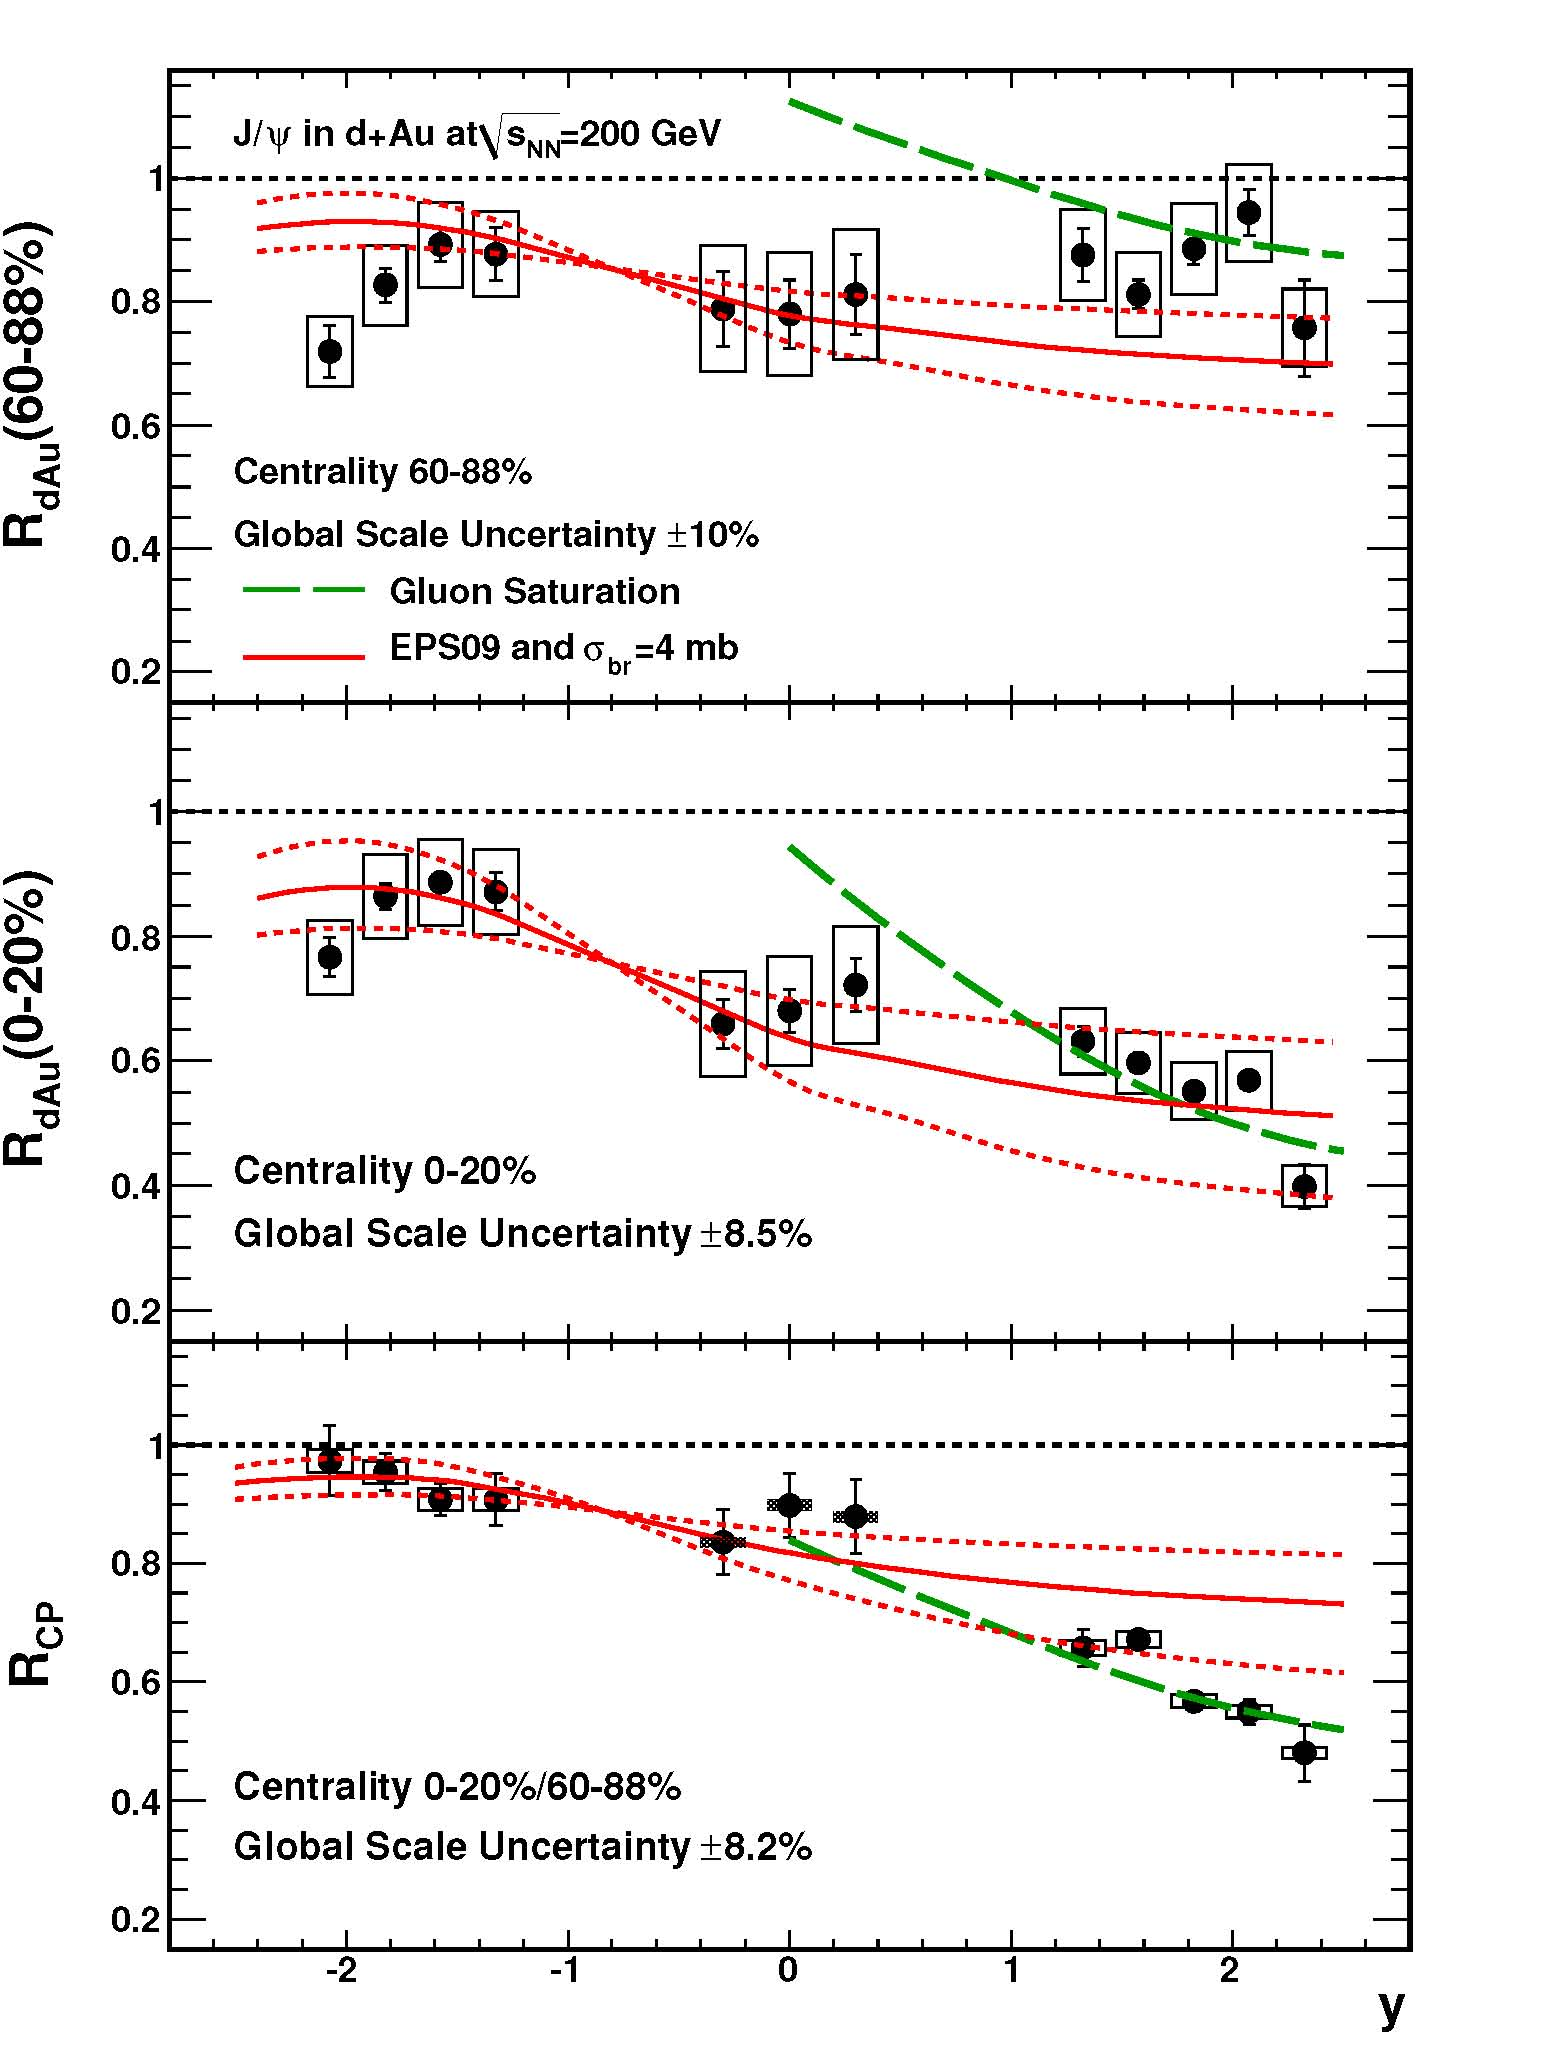 J/ψ in d+Au at √sNN=200 GeV
RdAu(60-88%)
1
0.8
0.6
0.4
0.2
Centrality 60-88%
Global Scale Uncertainty ±10%
Gluon Saturation
EPS09 and σbr=4 mb
RdAu(0-20%)
1
0.8
0.6
0.4
0.2
Centrality 0-20%
Global Scale Uncertainty ±8.5%
RCP
1
0.8
0.6
0.4
0.2
Centrality 0-20%/60-88%
Global Scale Uncertainty ±8.2%
-2 -1 0 1 2
y